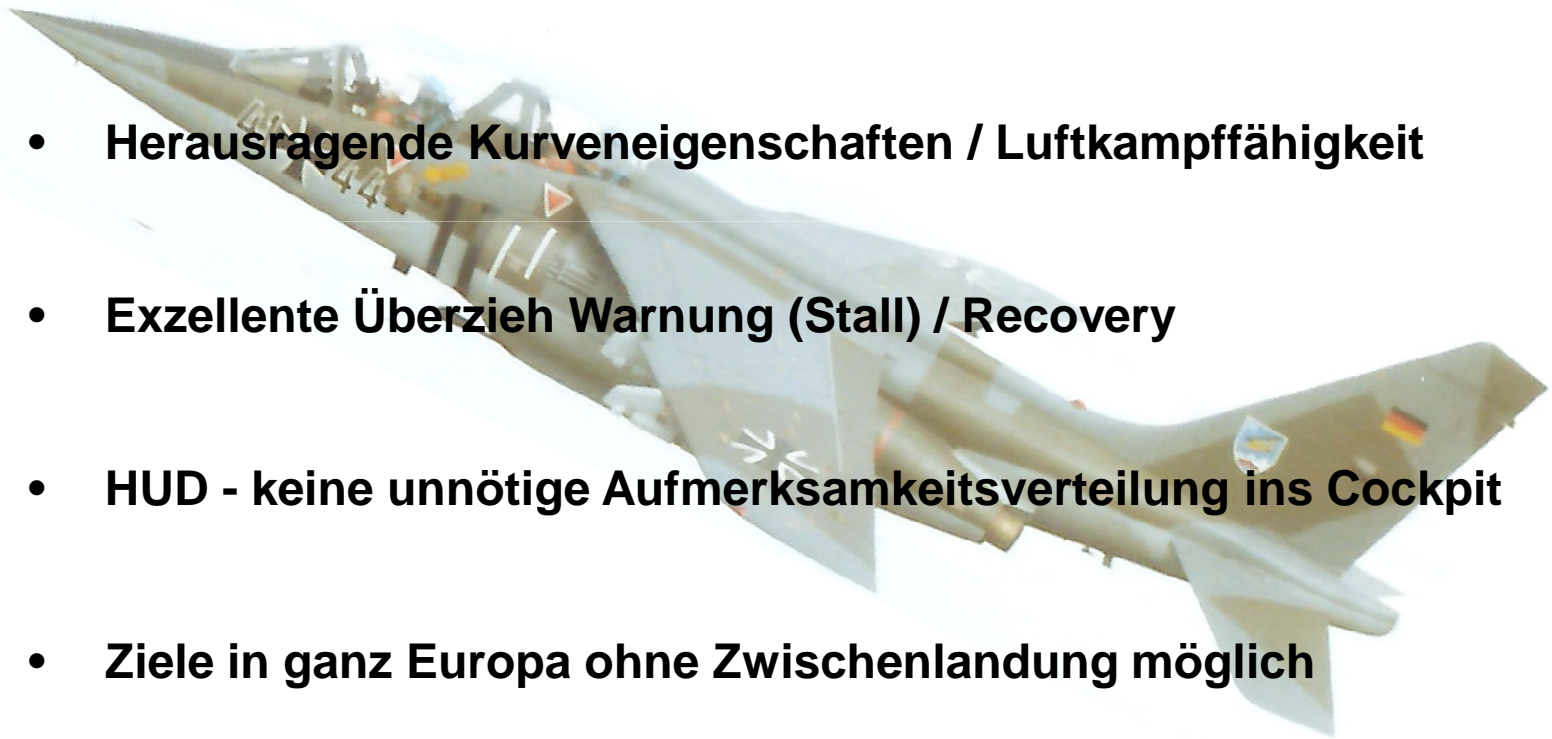 • Herausragende Kurveneigenschaften / Luftkampffähigkeit
• Exzellente Überzieh Warnung (Stall) / Recovery
• HUD - keine unnötige Aufmerksamkeitsverteilung ins Cockpit
• Ziele in ganz Europa ohne Zwischenlandung möglich